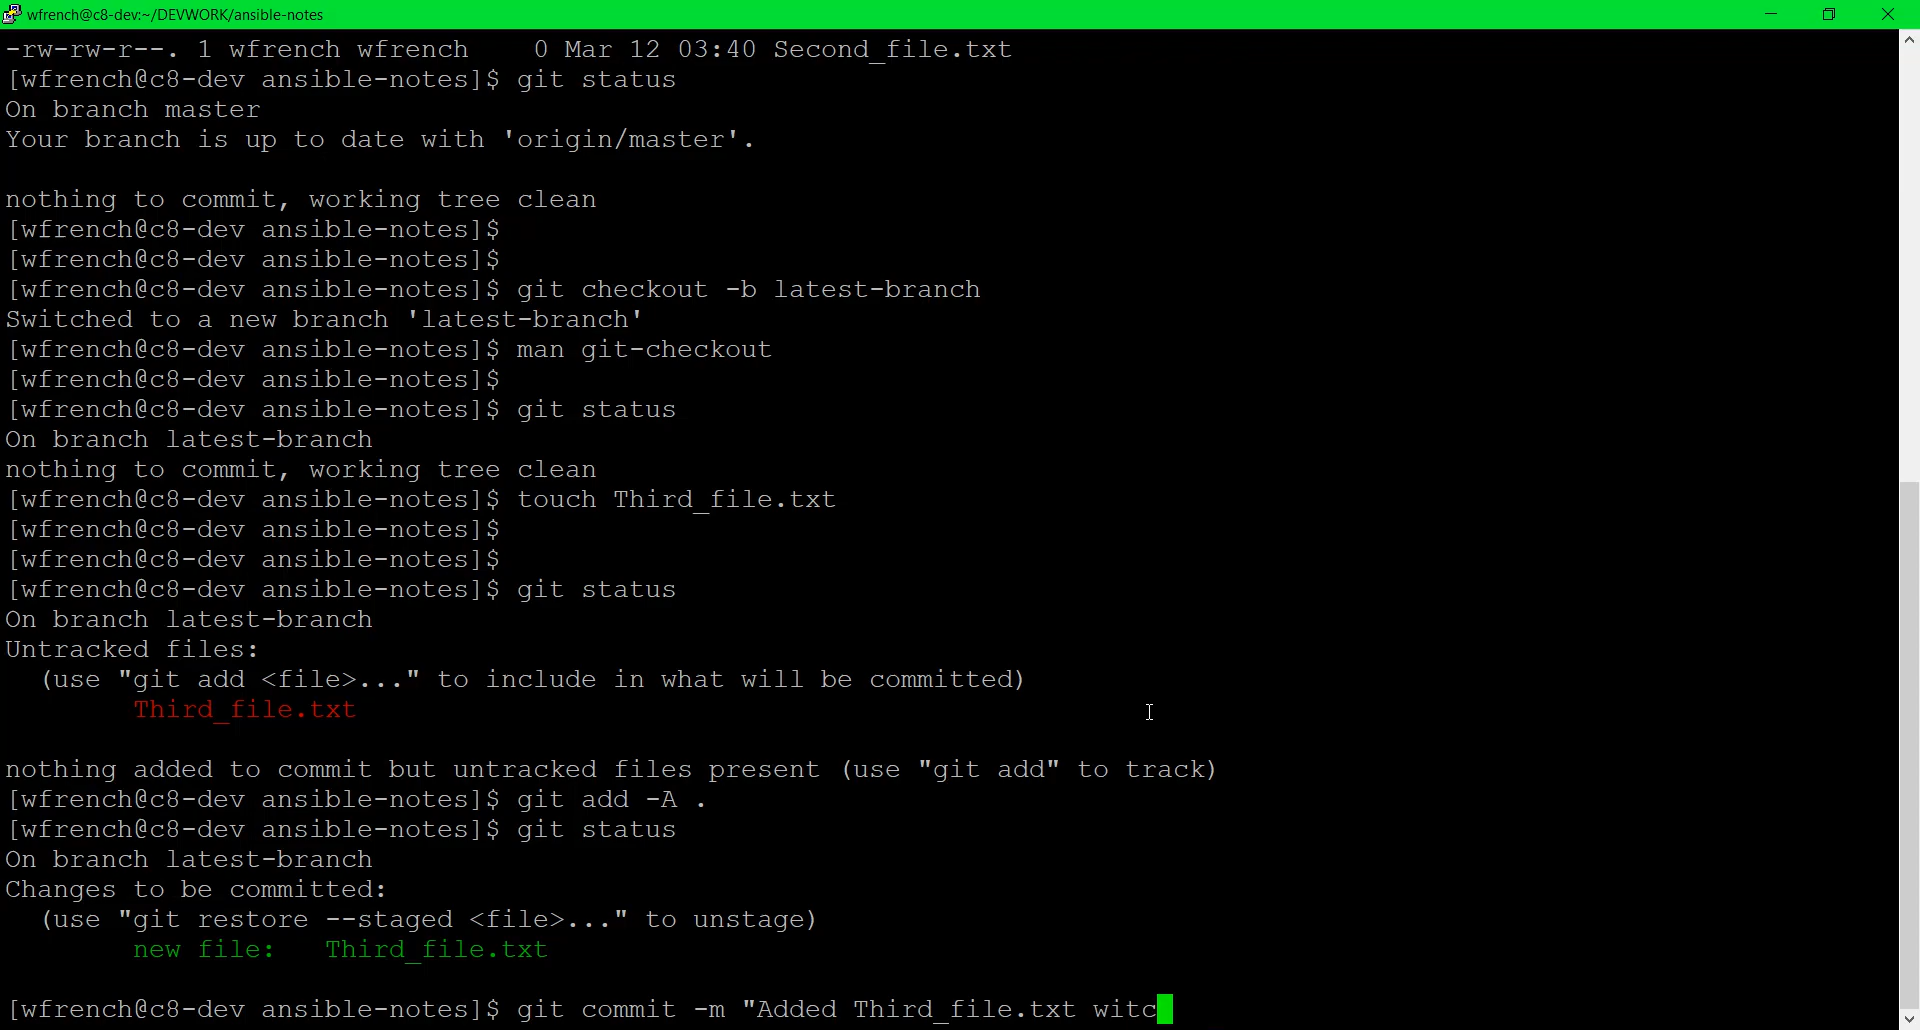 wfrench@c8-dev:~/DEVWORK/ansible-notes
-rw-rw-r--. 1 wfrench wfrench    0 Mar 12 03:40 Second_file.txt
[wfrench@c8-dev ansible-notes]$ git status
On branch master
Your branch is up to date with 'origin/master'.

nothing to commit, working tree clean
[wfrench@c8-dev ansible-notes]$
[wfrench@c8-dev ansible-notes]$
[wfrench@c8-dev ansible-notes]$ git checkout -b latest-branch
Switched to a new branch 'latest-branch'
[wfrench@c8-dev ansible-notes]$ man git-checkout
[wfrench@c8-dev ansible-notes]$
[wfrench@c8-dev ansible-notes]$ git status
On branch latest-branch
nothing to commit, working tree clean
[wfrench@c8-dev ansible-notes]$ touch Third_file.txt
[wfrench@c8-dev ansible-notes]$
[wfrench@c8-dev ansible-notes]$
[wfrench@c8-dev ansible-notes]$ git status
On branch latest-branch
Untracked files:
  (use "git add <file>..." to include in what will be committed)
        Third_file.txt

nothing added to commit but untracked files present (use "git add" to track)
[wfrench@c8-dev ansible-notes]$ git add -A .
[wfrench@c8-dev ansible-notes]$ git status
On branch latest-branch
Changes to be committed:
  (use "git restore --staged <file>..." to unstage)
        new file:   Third_file.txt

[wfrench@c8-dev ansible-notes]$ git commit -m "Added Third_file.txt witc